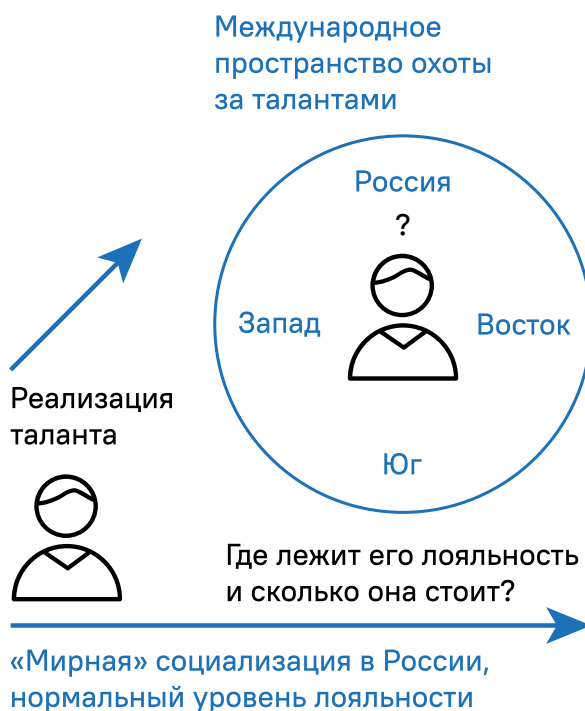 Международное
пространство охоты
за талантами
Россия
?
Запад
Восток
Юг
Реализация
таланта
Где лежит его лояльность
и сколько она стоит?
«Мирная» социализация в России,
нормальный уровень лояльности